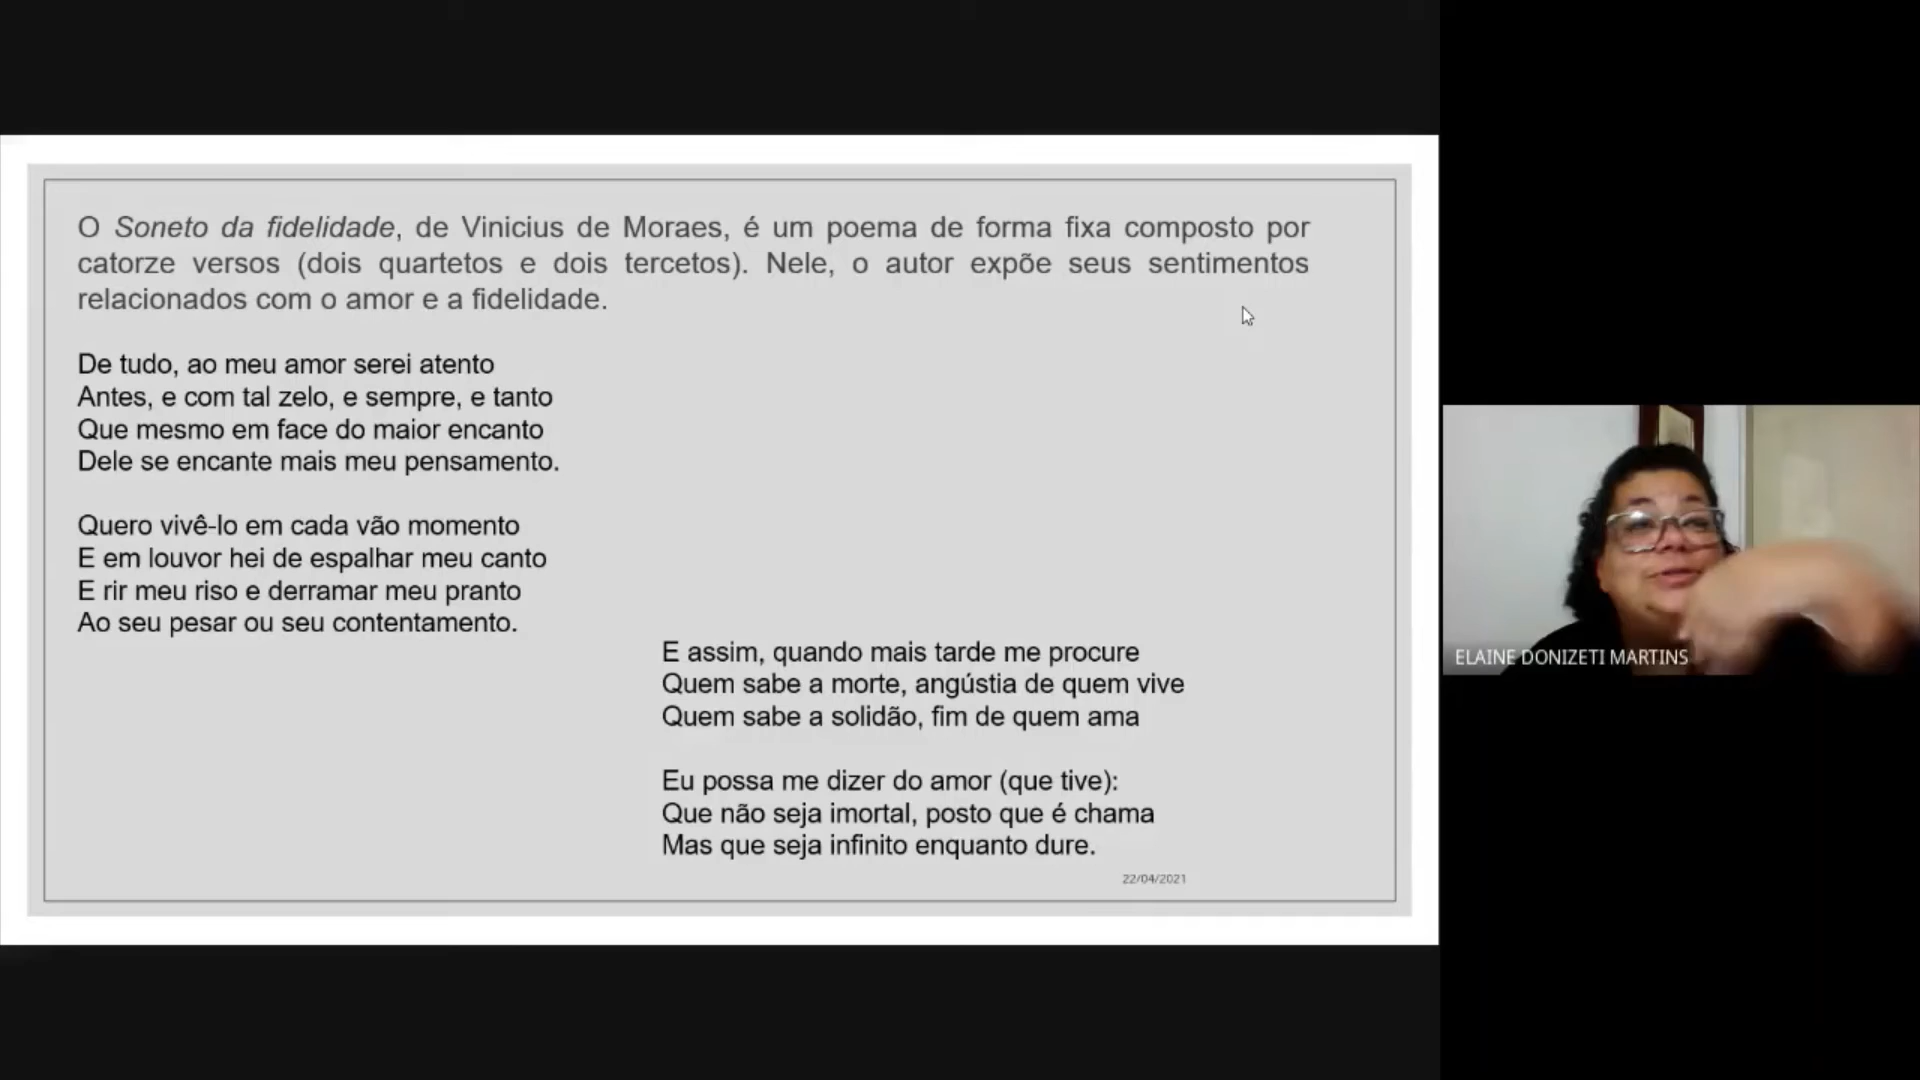 O Soneto da fidelidade, de Vinicius de Moraes, é um poema de forma fixa composto por
catorze versos (dois quartetos e dois tercetos). Nele, o autor expõe seus sentimentos
relacionados com o amor e a fidelidade.
De tudo, ao meu amor serei atento
Antes, e com tal zelo, e sempre, e tanto
Que mesmo em face do maior encanto
Dele se encante mais meu pensamento.
Quero vivê-lo em cada vão momento
E em louvor hei de espalhar meu canto
E rir meu riso e derramar meu pranto
Ao seu pesar ou seu contentamento.
E assim, quando mais tarde me procure
Quem sabe a morte, angústia de quem vive
Quem sabe a solidão, fim de quem ama
Eu possa me dizer do amor (que tive):
Que não seja imortal, posto que é chama
Mas que seja infinito enquanto dure.
22/04/2021
ELAINE DONIZETI MARTINS